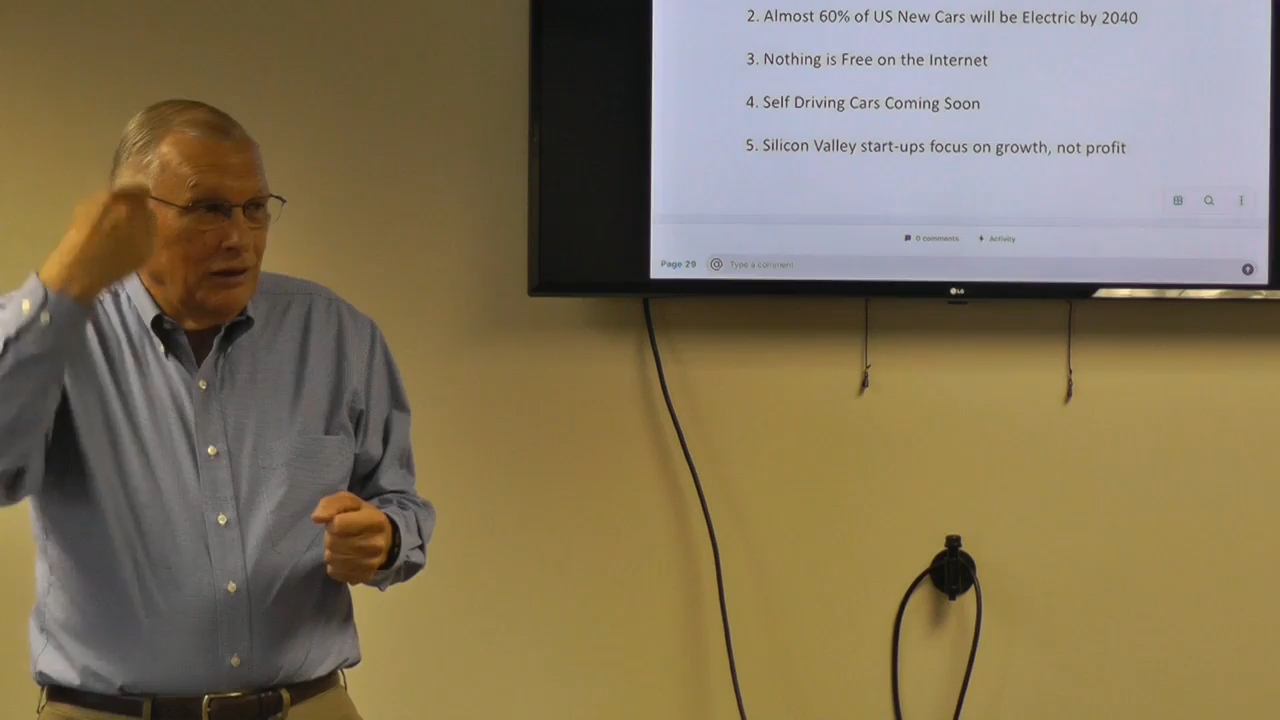 2. Almost 60% of US New Cars will be Electric by 2040
3. Nothing is Free on the Internet
4. Self Driving Cars Coming Soon
5. Silicon Valley start-ups focus on growth, not profit
0 comments Activity
Page 29 @ Type a comment
LG